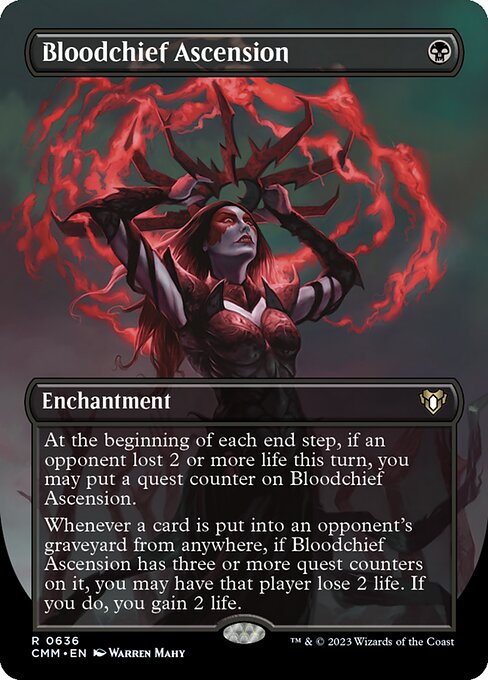 Bloodchief Ascension
Enchantment
At the beginning of each end step, if an
opponent lost 2 or more life this turn, you
may put a quest counter on Bloodchief
Ascension.
Whenever a card is put into an opponent's
graveyard from anywhere, if Bloodchief
Ascension has three or more quest counters
on it, you may have that player lose 2 life. If
you do, you gain 2 life.
R 0636
™ & © 2023 Wizards of the Coast
CMM • EN Warren Mahy